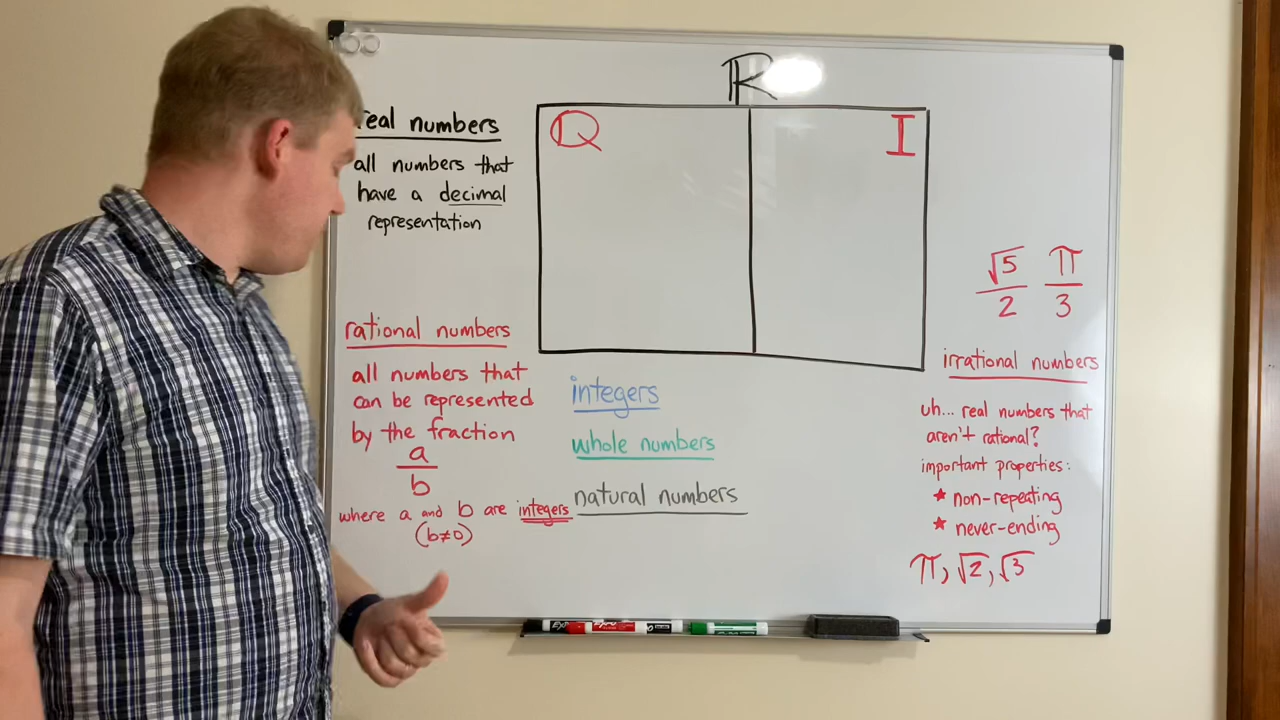 ℝ
ℚ
I
real numbers
all numbers that
have a decimal
representation
rational numbers
all numbers that
can be represented
by the fraction
a
b
where a and b are integers
(b≠0)
integers
whole numbers
natural numbers
√5 π
2 3
irrational numbers
uh... real numbers that
aren't rational?
important properties:
★ non-repeating
★ never-ending
π, √2, √3